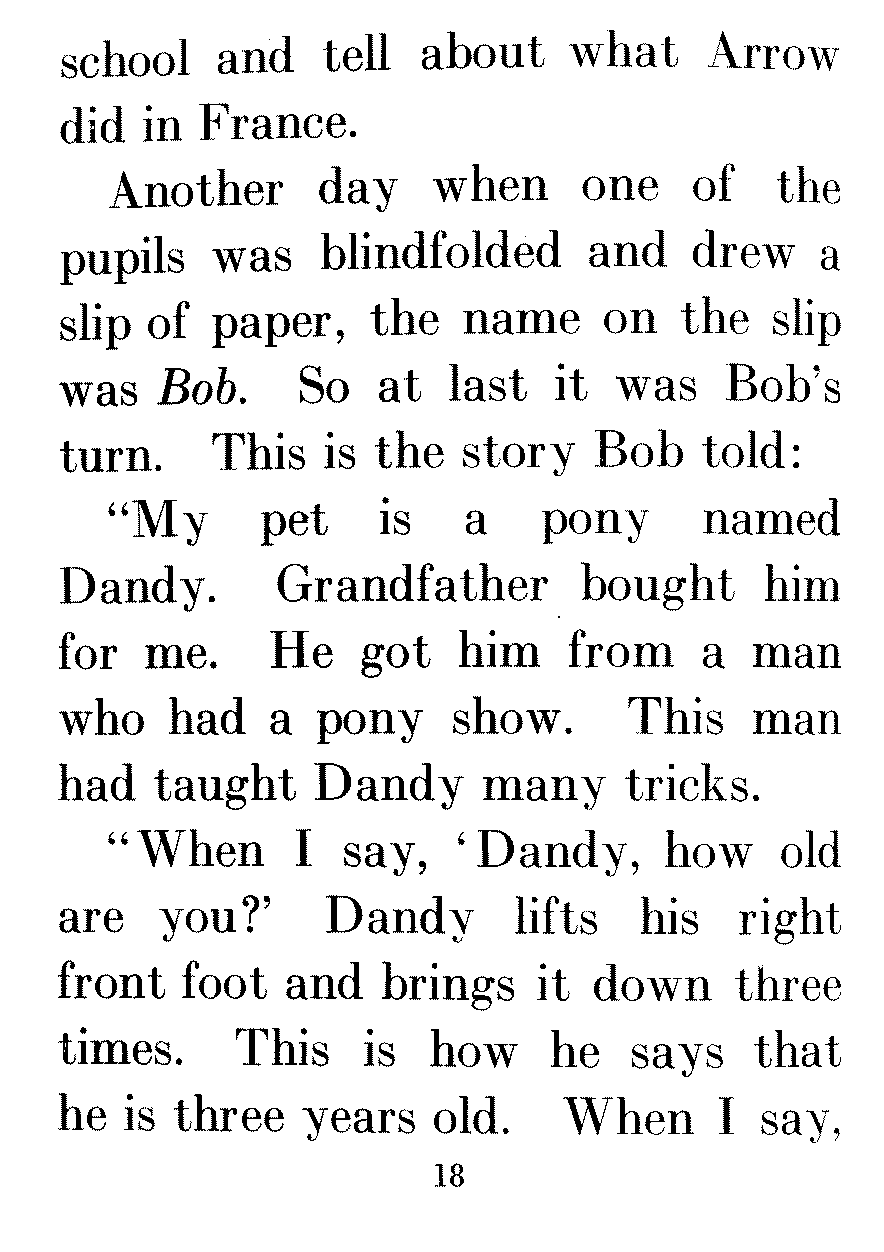 school and tell about what Arrow
did in France.
Another day when one of the
pupils was blindfolded and drew a
slip of paper, the name on the slip
was Bob. So at last it was Bob's
turn. This is the story Bob told:
“My pet is a pony named
Dandy. Grandfather bought him
for me. He got him from a man
who had a pony show. This man
had taught Dandy many tricks.
“When I say, ‘Dandy, how old
are you?’ Dandy lifts his right
front foot and brings it down three
times. This is how he says that
he is three years old. When I say,
18